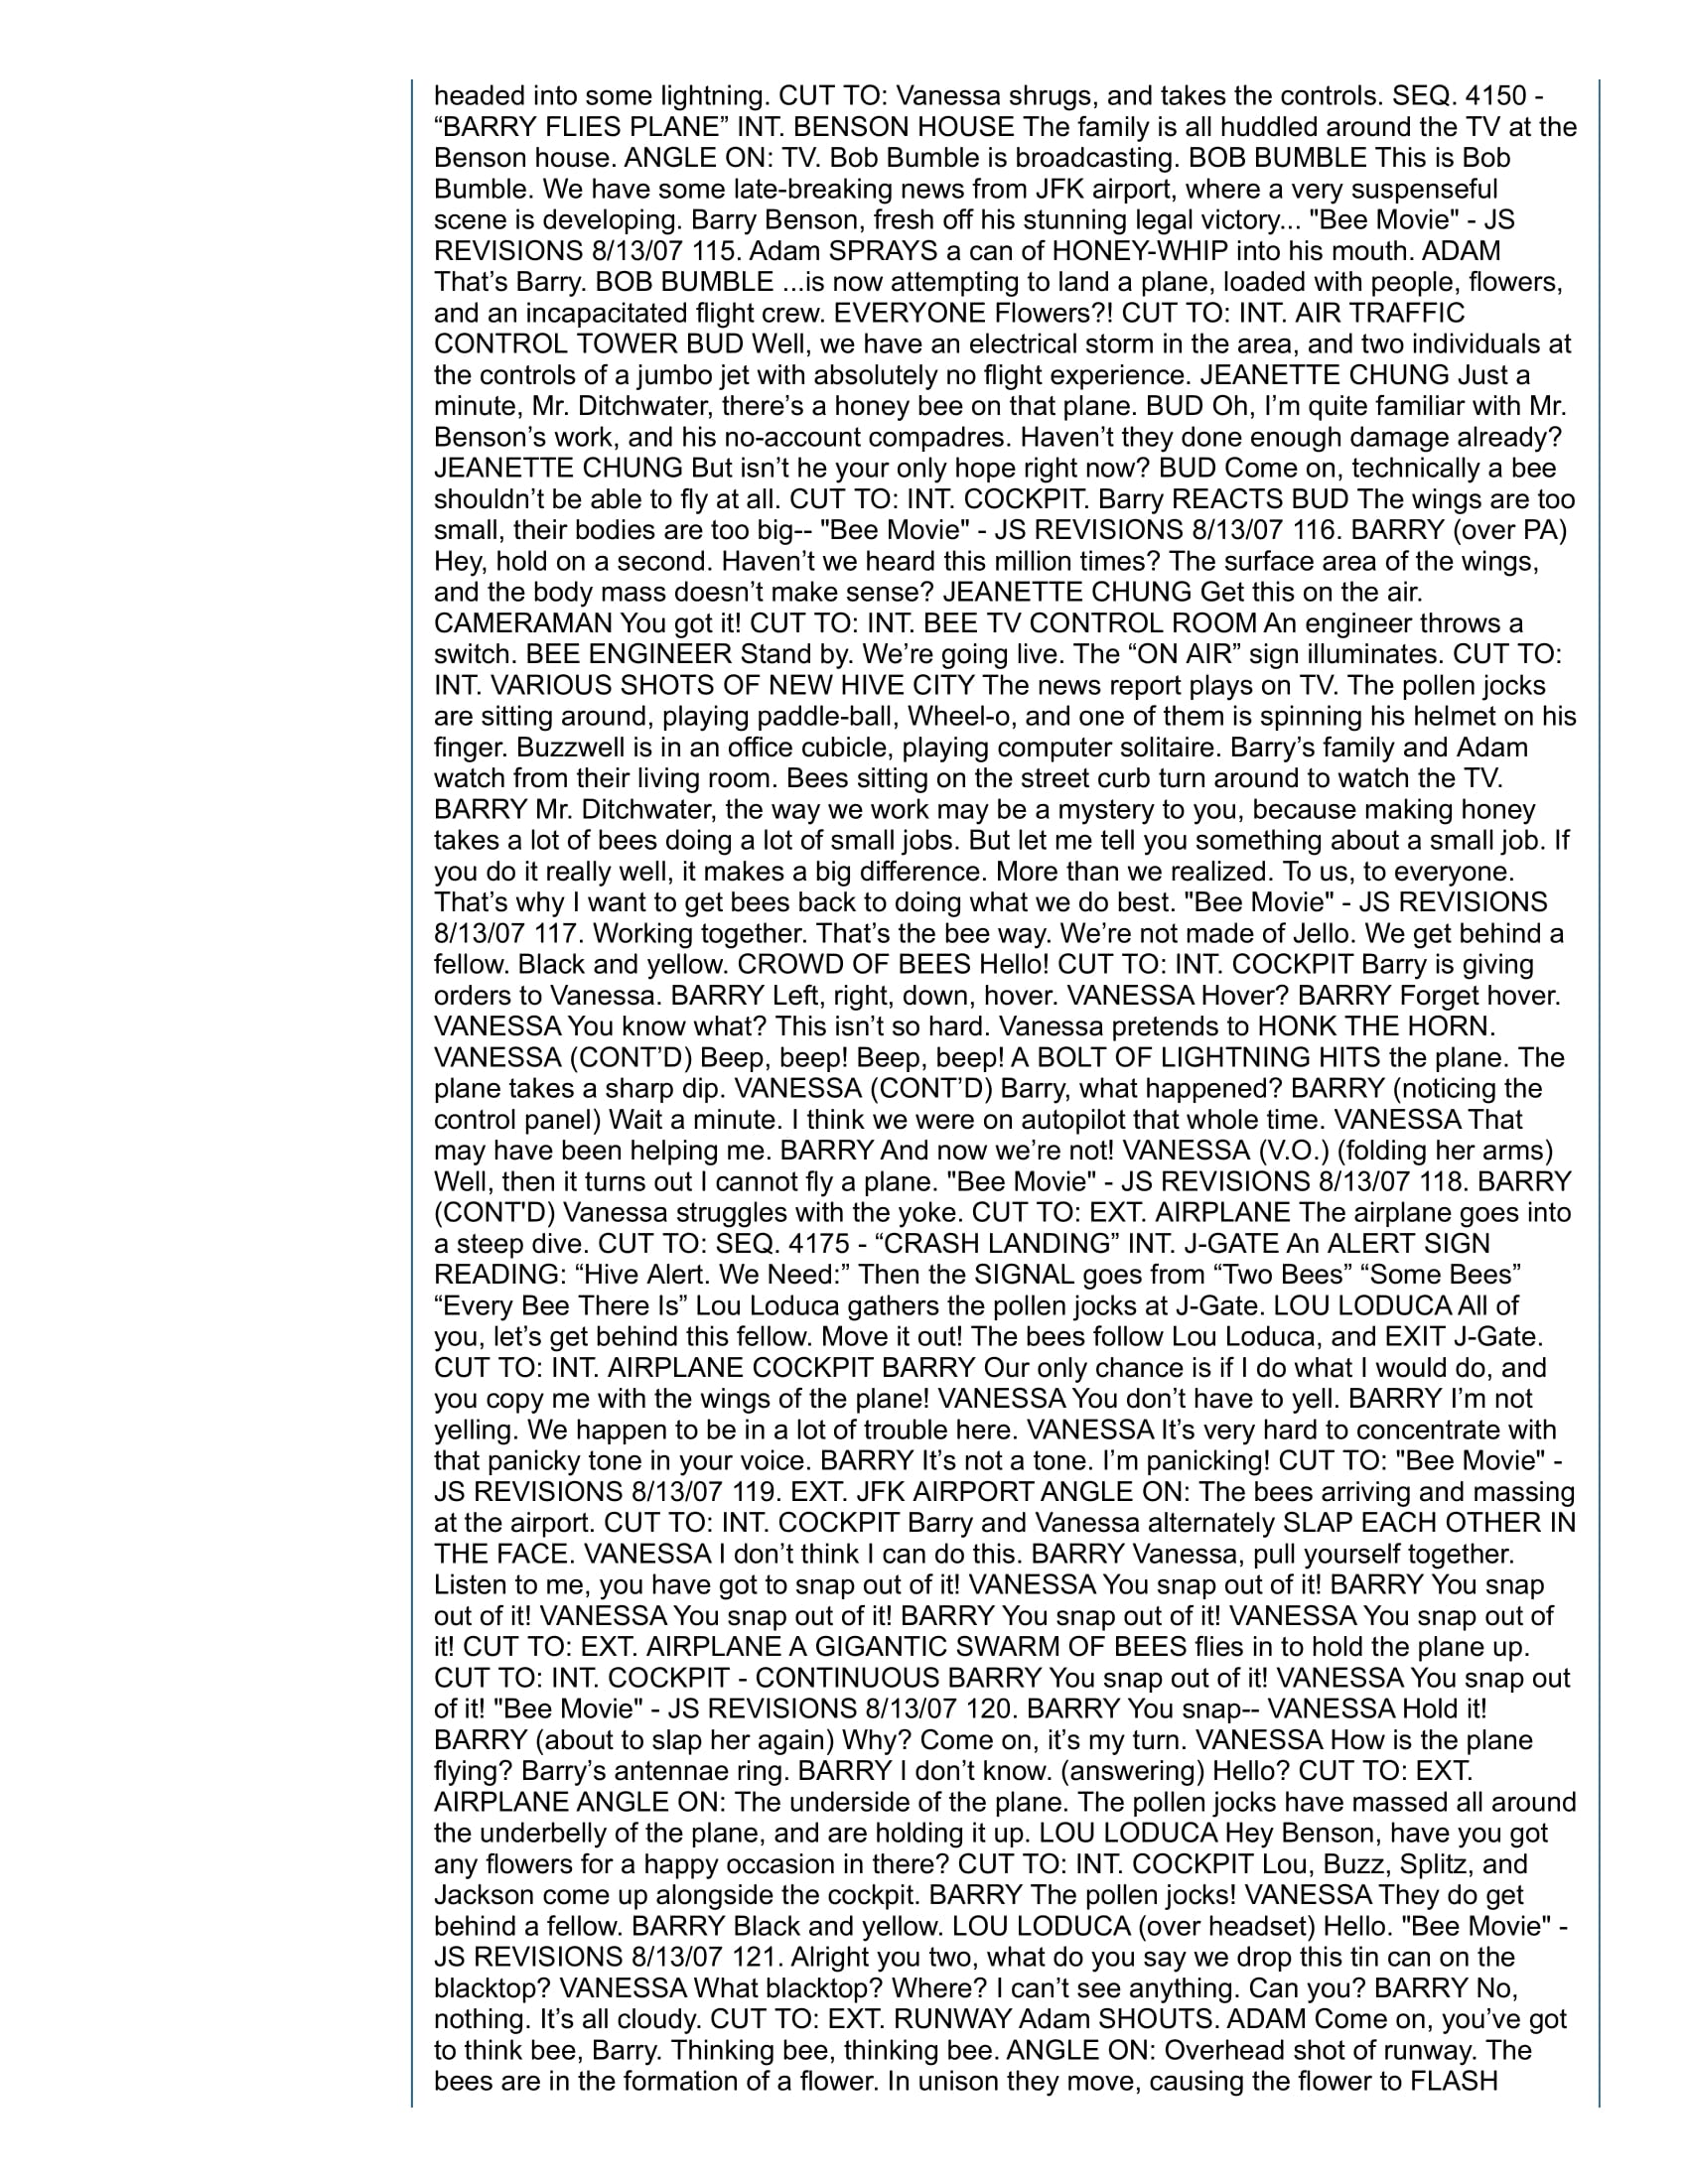 headed into some lightning. CUT TO: Vanessa shrugs, and takes the controls. SEQ. 4150 -
“BARRY FLIES PLANE” INT. BENSON HOUSE The family is all huddled around the TV at the
Benson house. ANGLE ON: TV. Bob Bumble is broadcasting. BOB BUMBLE This is Bob
Bumble. We have some late-breaking news from JFK airport, where a very suspenseful
scene is developing. Barry Benson, fresh off his stunning legal victory... "Bee Movie" - JS
REVISIONS 8/13/07 115. Adam SPRAYS a can of HONEY-WHIP into his mouth. ADAM
That’s Barry. BOB BUMBLE ...is now attempting to land a plane, loaded with people, flowers,
and an incapacitated flight crew. EVERYONE Flowers?! CUT TO: INT. AIR TRAFFIC
CONTROL TOWER BUD Well, we have an electrical storm in the area, and two individuals at
the controls of a jumbo jet with absolutely no flight experience. JEANETTE CHUNG Just a
minute, Mr. Ditchwater, there’s a honey bee on that plane. BUD Oh, I’m quite familiar with Mr.
Benson’s work, and his no-account compadres. Haven’t they done enough damage already?
JEANETTE CHUNG But isn’t he your only hope right now? BUD Come on, technically a bee
shouldn’t be able to fly at all. CUT TO: INT. COCKPIT. Barry REACTS BUD The wings are too
small, their bodies are too big-- "Bee Movie" - JS REVISIONS 8/13/07 116. BARRY (over PA)
Hey, hold on a second. Haven’t we heard this million times? The surface area of the wings,
and the body mass doesn’t make sense? JEANETTE CHUNG Get this on the air.
CAMERAMAN You got it! CUT TO: INT. BEE TV CONTROL ROOM An engineer throws a
switch. BEE ENGINEER Stand by. We’re going live. The “ON AIR” sign illuminates. CUT TO:
INT. VARIOUS SHOTS OF NEW HIVE CITY The news report plays on TV. The pollen jocks
are sitting around, playing paddle-ball, Wheel-o, and one of them is spinning his helmet on his
finger. Buzzwell is in an office cubicle, playing computer solitaire. Barry’s family and Adam
watch from their living room. Bees sitting on the street curb turn around to watch the TV.
BARRY Mr. Ditchwater, the way we work may be a mystery to you, because making honey
takes a lot of bees doing a lot of small jobs. But let me tell you something about a small job. If
you do it really well, it makes a big difference. More than we realized. To us, to everyone.
That’s why I want to get bees back to doing what we do best. "Bee Movie" - JS REVISIONS
8/13/07 117. Working together. That’s the bee way. We’re not made of Jello. We get behind a
fellow. Black and yellow. CROWD OF BEES Hello! CUT TO: INT. COCKPIT Barry is giving
orders to Vanessa. BARRY Left, right, down, hover. VANESSA Hover? BARRY Forget hover.
VANESSA You know what? This isn’t so hard. Vanessa pretends to HONK THE HORN.
VANESSA (CONT’D) Beep, beep! Beep, beep! A BOLT OF LIGHTNING HITS the plane. The
plane takes a sharp dip. VANESSA (CONT’D) Barry, what happened? BARRY (noticing the
control panel) Wait a minute. I think we were on autopilot that whole time. VANESSA That
may have been helping me. BARRY And now we’re not! VANESSA (V.O.) (folding her arms)
Well, then it turns out I cannot fly a plane. "Bee Movie" - JS REVISIONS 8/13/07 118. BARRY
(CONT'D) Vanessa struggles with the yoke. CUT TO: EXT. AIRPLANE The airplane goes into
a steep dive. CUT TO: SEQ. 4175 - “CRASH LANDING” INT. J-GATE An ALERT SIGN
READING: “Hive Alert. We Need:” Then the SIGNAL goes from “Two Bees” “Some Bees”
“Every Bee There Is” Lou Loduca gathers the pollen jocks at J-Gate. LOU LODUCA All of
you, let’s get behind this fellow. Move it out! The bees follow Lou Loduca, and EXIT J-Gate.
CUT TO: INT. AIRPLANE COCKPIT BARRY Our only chance is if I do what I would do, and
you copy me with the wings of the plane! VANESSA You don’t have to yell. BARRY I’m not
yelling. We happen to be in a lot of trouble here. VANESSA It’s very hard to concentrate with
that panicky tone in your voice. BARRY It’s not a tone. I’m panicking! CUT TO: "Bee Movie" -
JS REVISIONS 8/13/07 119. EXT. JFK AIRPORT ANGLE ON: The bees arriving and massing
at the airport. CUT TO: INT. COCKPIT Barry and Vanessa alternately SLAP EACH OTHER IN
THE FACE. VANESSA I don’t think I can do this. BARRY Vanessa, pull yourself together.
Listen to me, you have got to snap out of it! VANESSA You snap out of it! BARRY You snap
out of it! VANESSA You snap out of it! BARRY You snap out of it! VANESSA You snap out of
it! CUT TO: EXT. AIRPLANE A GIGANTIC SWARM OF BEES flies in to hold the plane up.
CUT TO: INT. COCKPIT - CONTINUOUS BARRY You snap out of it! VANESSA You snap out
of it! "Bee Movie" - JS REVISIONS 8/13/07 120. BARRY You snap-- VANESSA Hold it!
BARRY (about to slap her again) Why? Come on, it’s my turn. VANESSA How is the plane
flying? Barry’s antennae ring. BARRY I don’t know. (answering) Hello? CUT TO: EXT.
AIRPLANE ANGLE ON: The underside of the plane. The pollen jocks have massed all around
the underbelly of the plane, and are holding it up. LOU LODUCA Hey Benson, have you got
any flowers for a happy occasion in there? CUT TO: INT. COCKPIT Lou, Buzz, Splitz, and
Jackson come up alongside the cockpit. BARRY The pollen jocks! VANESSA They do get
behind a fellow. BARRY Black and yellow. LOU LODUCA (over headset) Hello. "Bee Movie" -
JS REVISIONS 8/13/07 121. Alright you two, what do you say we drop this tin can on the
blacktop? VANESSA What blacktop? Where? I can’t see anything. Can you? BARRY No,
nothing. It’s all cloudy. CUT TO: EXT. RUNWAY Adam SHOUTS. ADAM Come on, you’ve got
to think bee, Barry. Thinking bee, thinking bee. ANGLE ON: Overhead shot of runway. The
bees are in the formation of a flower. In unison they move, causing the flower to FLASH